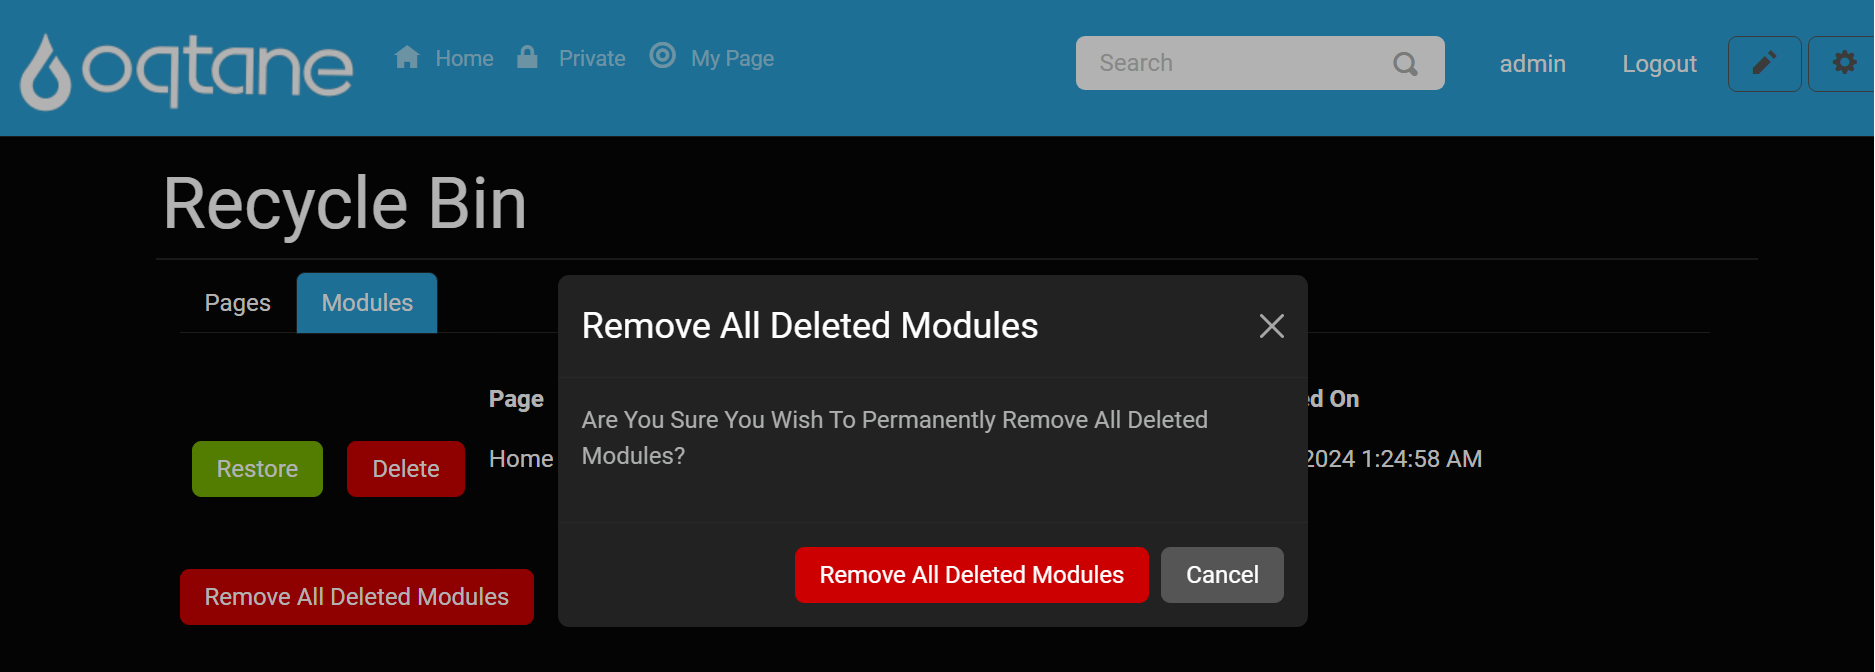 oqtane
Home Private My Page
Search
admin
Logout
Recycle Bin
Pages
Modules
Page
d On
Restore
Delete
Home
2024 1:24:58 AM
Remove All Deleted Modules
Remove All Deleted Modules
Are You Sure You Wish To Permanently Remove All Deleted
Modules?
Remove All Deleted Modules
Cancel